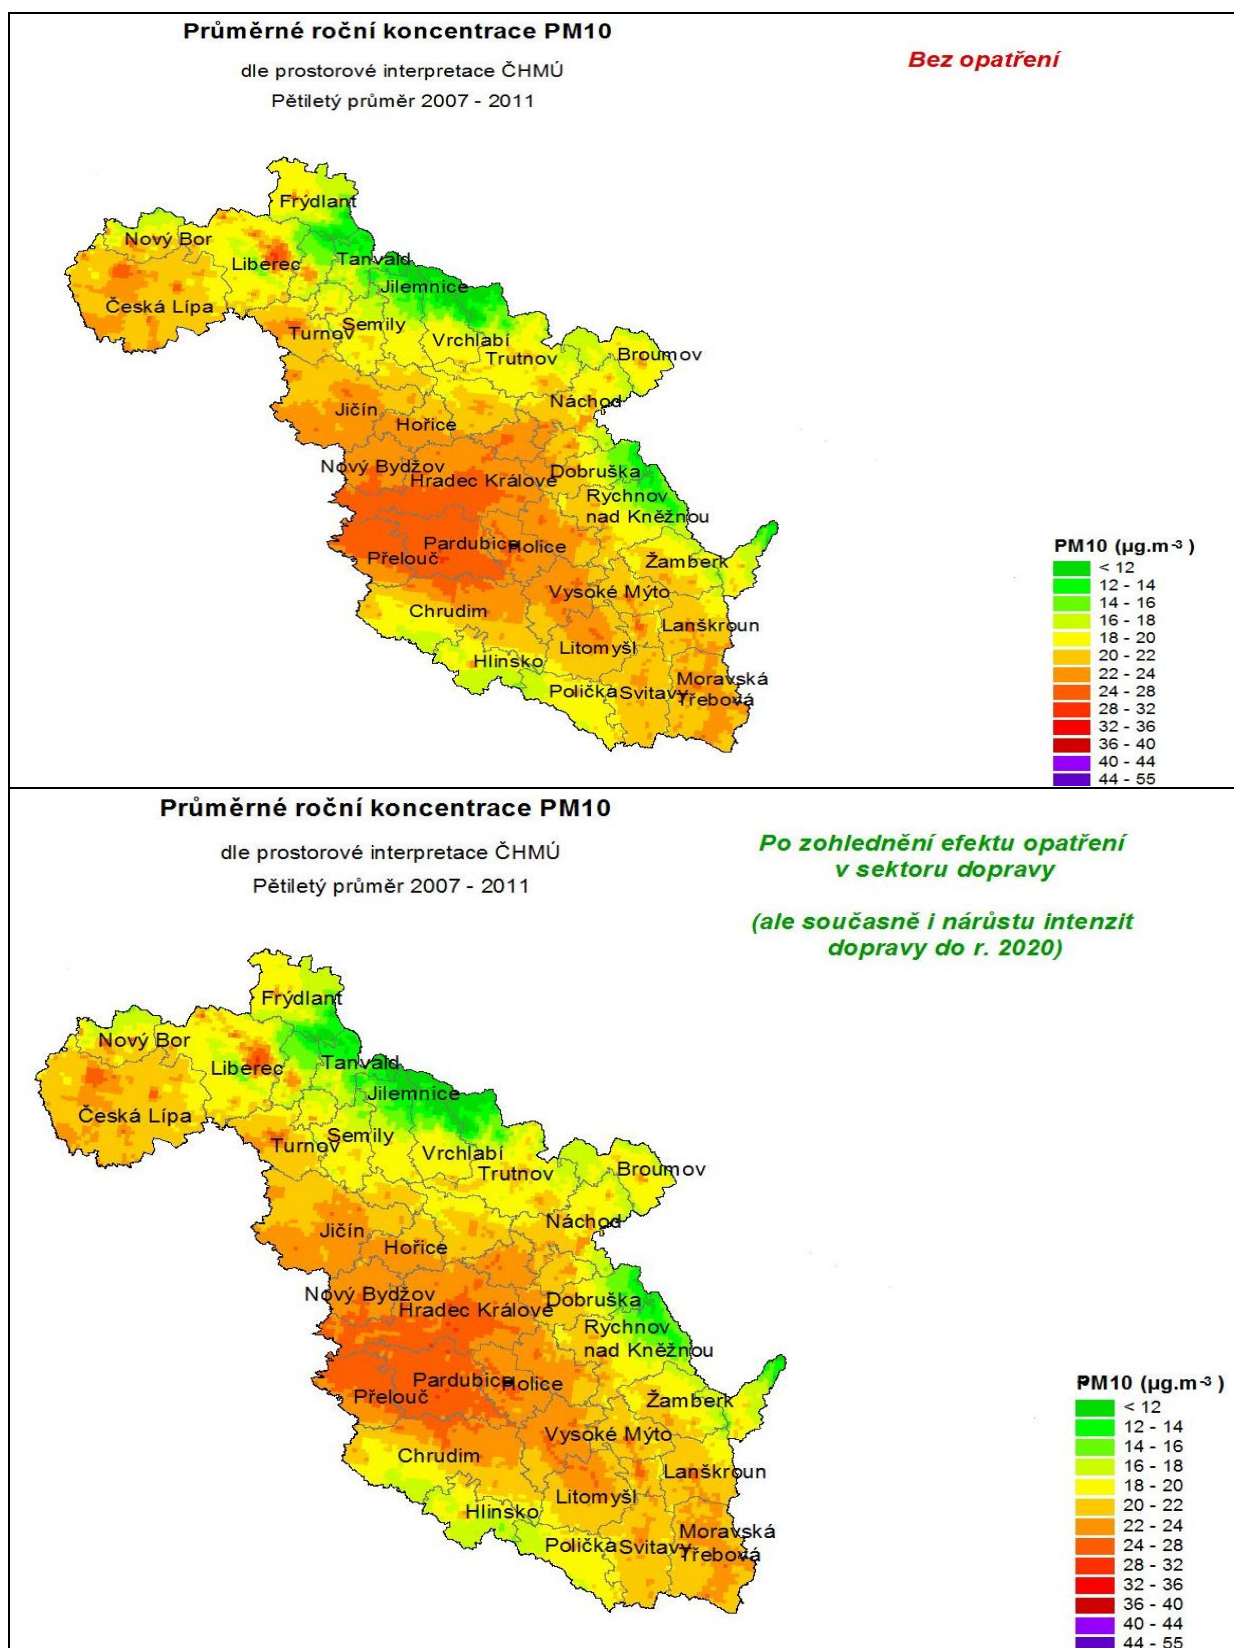 Průměrné roční koncentrace PM10
Bez opatření
dle prostorové interpretace ČHMÚ
Pětiletý průměr 2007 - 2011
Frýdlant
Nový Bor
Liberec
Tanvald
Jilemnice
Česká Lípa
Turnov
Semily
Vrchlabí
Trutnov
Broumov
Jičín
Náchod
Hořice
Nový Bydžov
Hradec Králové
Dobruška
Rychnov
nad Kněžnou
Pardubice
Holice
Přelouč
Žamberk
Vysoké Mýto
Chrudim
Lanškroun
Litomyšl
Hlinsko
Moravská
Třebová
Polička
Svitavy
PM10 (µg.m-3 )
< 12
12 - 14
14 - 16
16 - 18
18 - 20
20 - 22
22 - 24
24 - 28
28 - 32
32 - 36
36 - 40
40 - 44
44 - 55
Průměrné roční koncentrace PM10
dle prostorové interpretace ČHMÚ
Pětiletý průměr 2007 - 2011
Po zohlednění efektu opatření
v sektoru dopravy
(ale současně i nárůstu intenzit
dopravy do r. 2020)
Frýdlant
Nový Bor
Liberec
Tanvald
Jilemnice
Česká Lípa
Turnov
Semily
Vrchlabí
Trutnov
Broumov
Jičín
Náchod
Hořice
Nový Bydžov
Hradec Králové
Dobruška
Rychnov
nad Kněžnou
Pardubice
Holice
Přelouč
Žamberk
Vysoké Mýto
Chrudim
Lanškroun
Litomyšl
Hlinsko
Moravská
Třebová
Polička
Svitavy
PM10 (µg.m-3 )
< 12
12 - 14
14 - 16
16 - 18
18 - 20
20 - 22
22 - 24
24 - 28
28 - 32
32 - 36
36 - 40
40 - 44
44 - 55